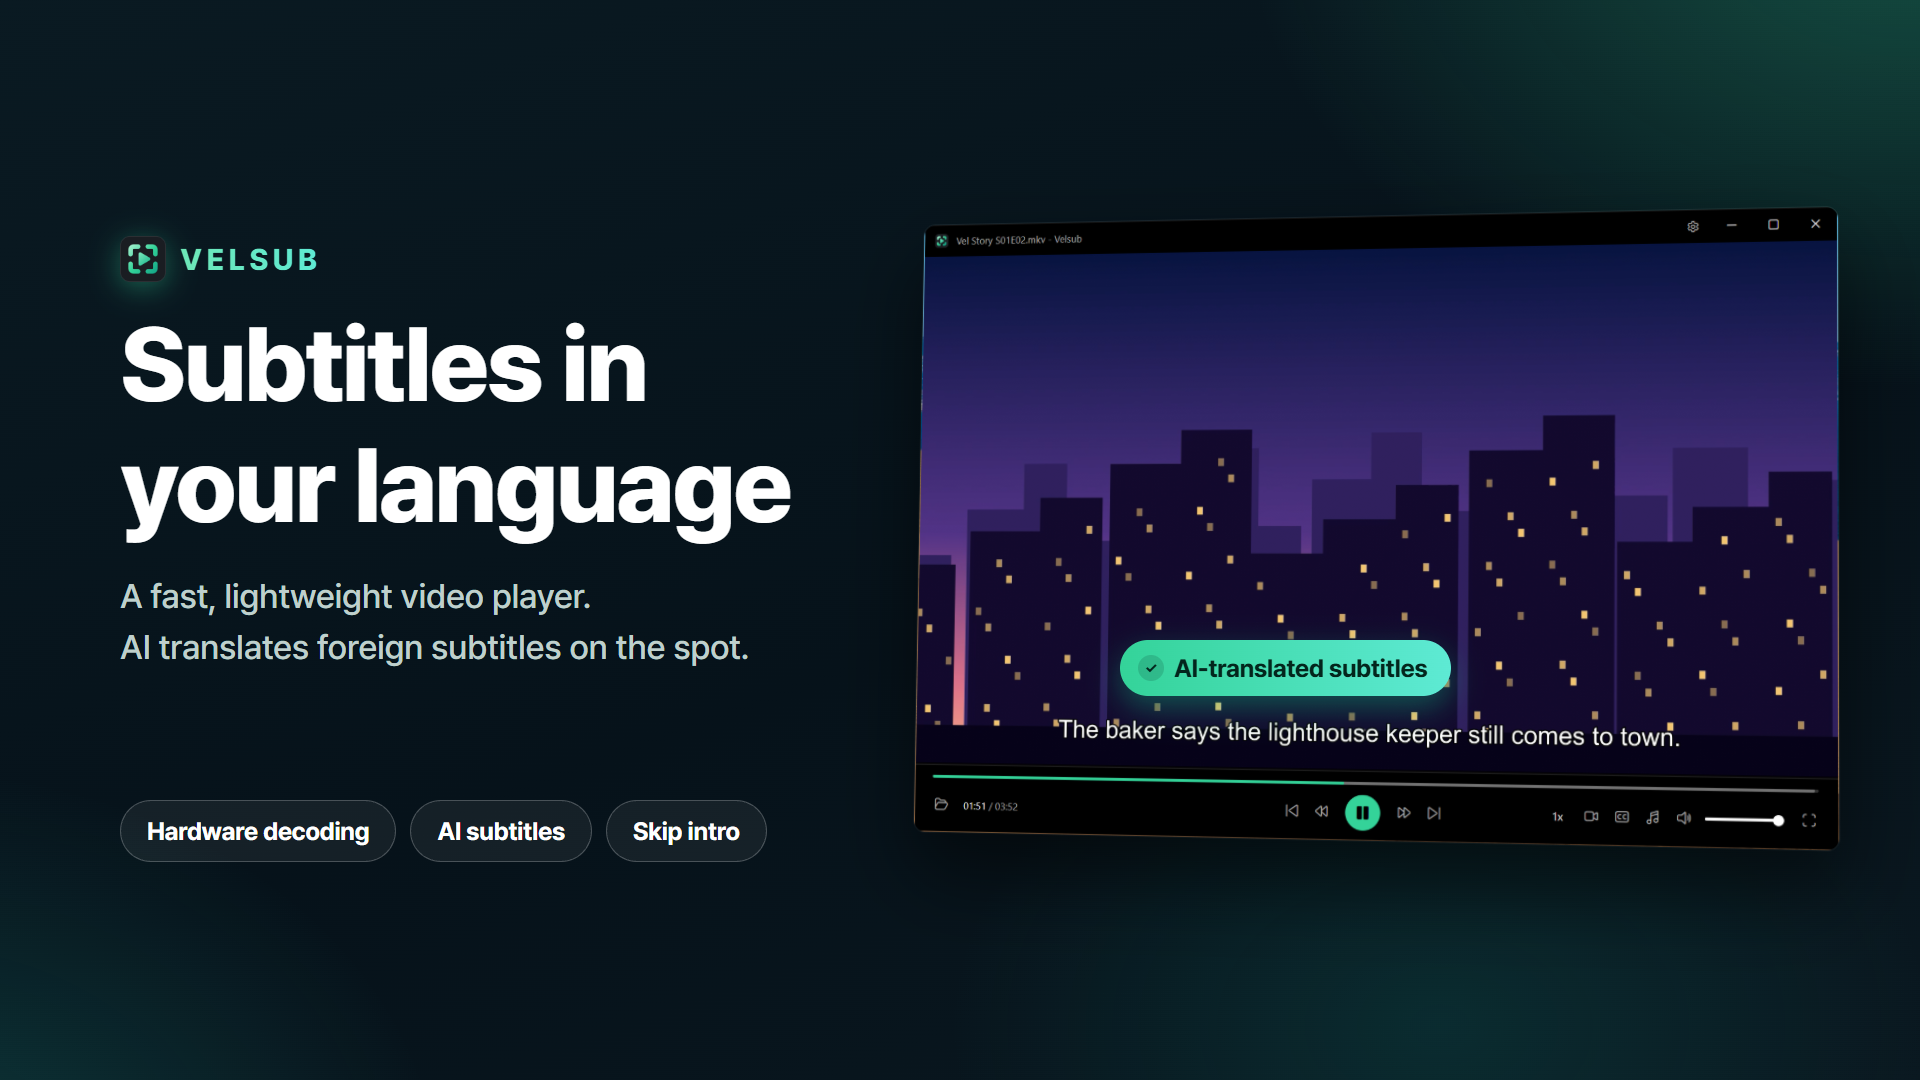 VELSUB
Subtitles in
your language
A fast, lightweight video player.
AI translates foreign subtitles on the spot.
Hardware decoding
AI subtitles
Skip intro
Vel Story S01E02.mkv - Velsub
AI-translated subtitles
The baker says the lighthouse keeper still comes to town.
01:51 / 03:52
1x
CC